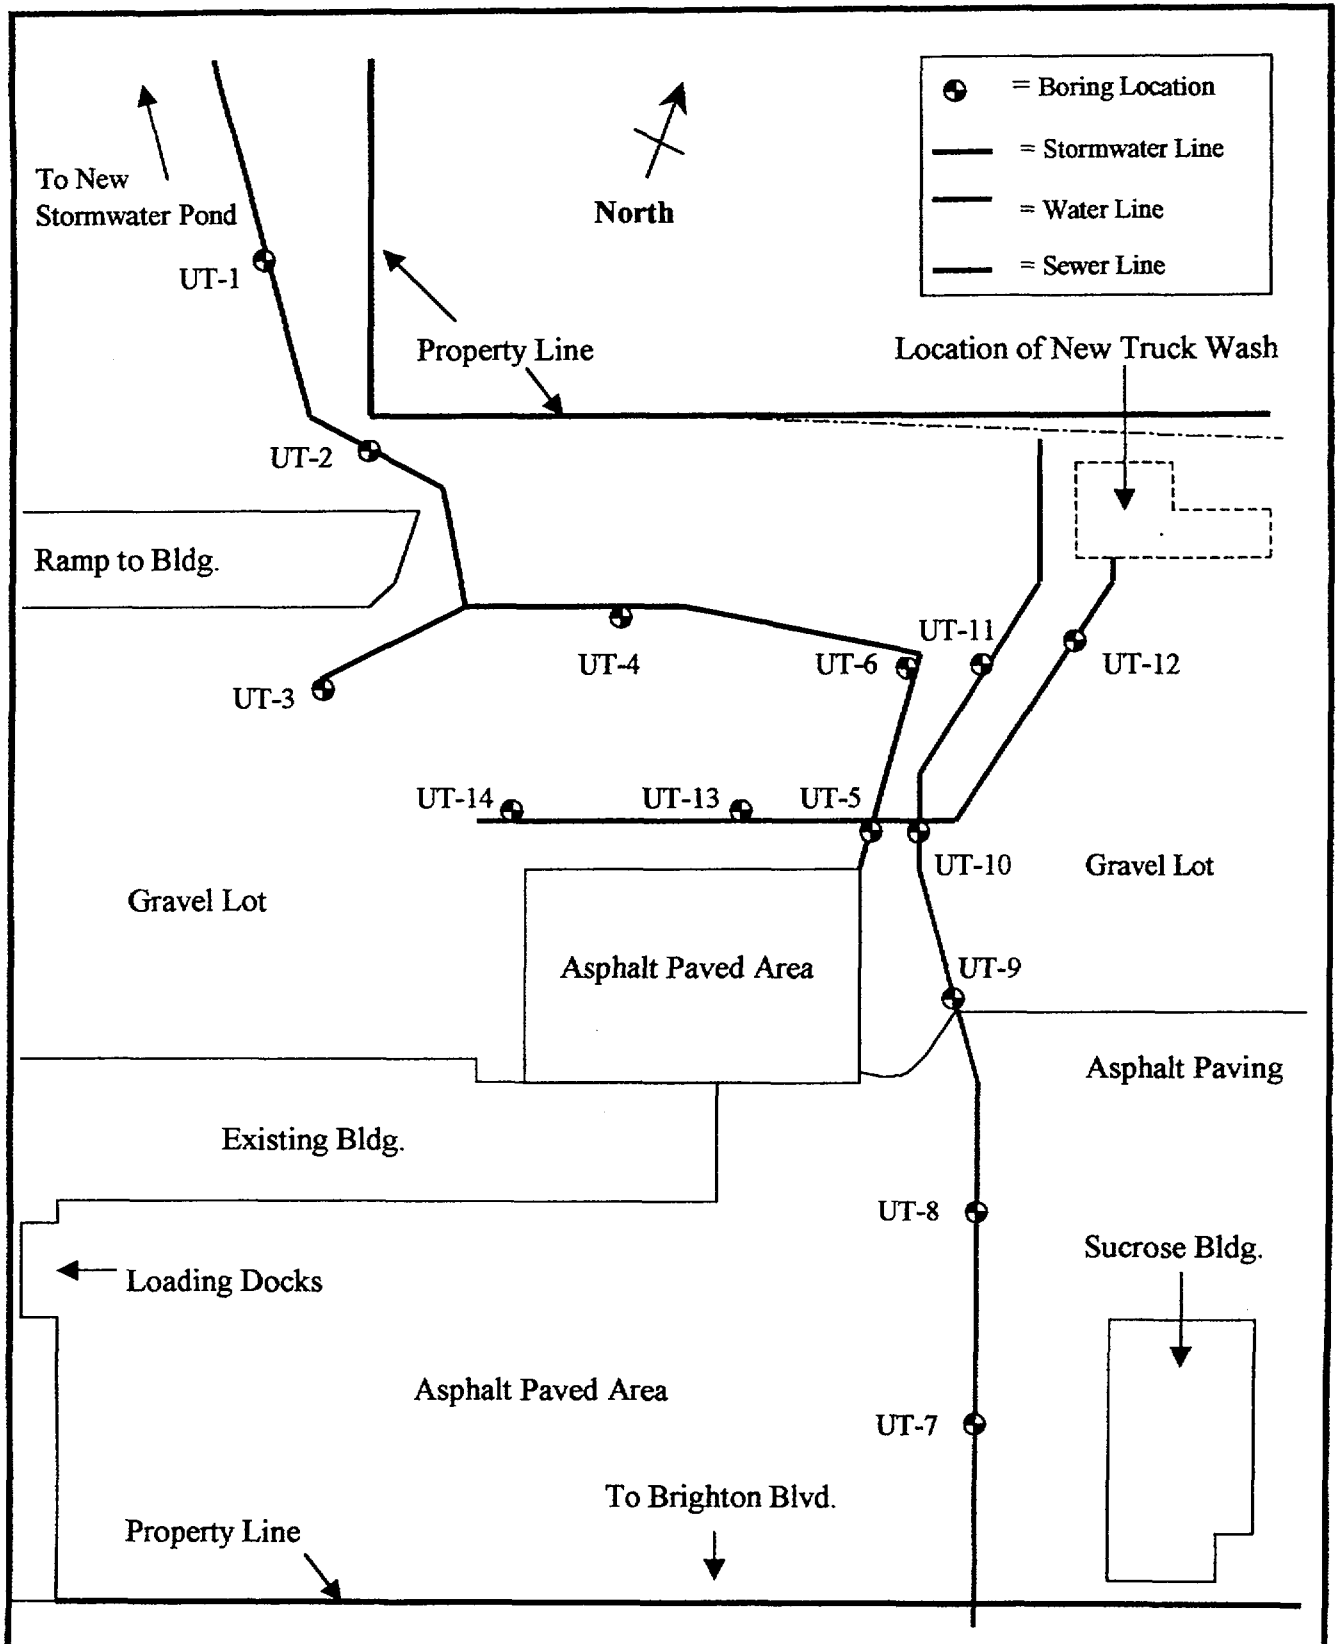 = Boring Location
= Stormwater Line
= Water Line
= Sewer Line
To New
Stormwater Pond
North
UT-1
Property Line
Location of New Truck Wash
UT-2
Ramp to Bldg.
UT-11
UT-4
UT-6
UT-12
UT-3
UT-14
UT-13
UT-5
UT-10
Gravel Lot
Gravel Lot
Asphalt Paved Area
UT-9
Asphalt Paving
Existing Bldg.
UT-8
Sucrose Bldg.
Loading Docks
Asphalt Paved Area
UT-7
To Brighton Blvd.
Property Line